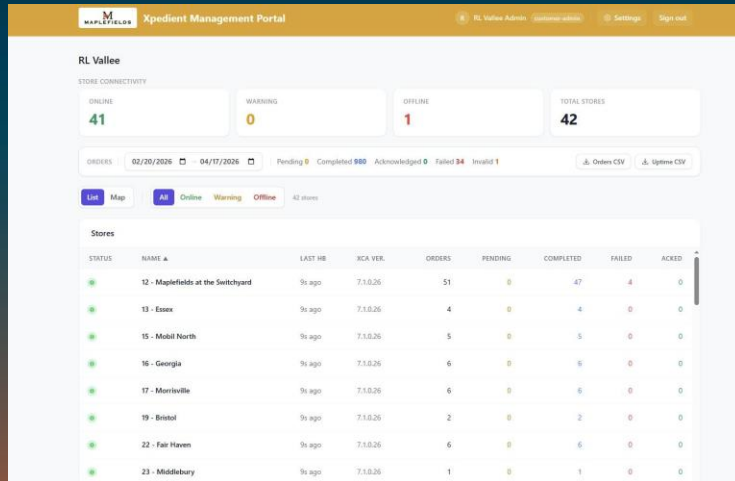 M
MAPLEFIELDS
Xpedient Management Portal
R RL Vallee Admin customer-admin Settings Sign out
RL Vallee
STORE CONNECTIVITY
ONLINE WARNING OFFLINE TOTAL STORES
41 0 1 42
ORDERS 02/20/2026 - 04/17/2026 Pending 0 Completed 980 Acknowledged 0 Failed 34 Invalid 1 Orders CSV Uptime CSV
List Map All Online Warning Offline 42 stores
Stores
STATUS NAME ▲ LAST HB XCA VER. ORDERS PENDING COMPLETED FAILED ACKED
12 - Maplefields at the Switchyard 9s ago 7.1.0.26 51 0 47 4 0
13 - Essex 9s ago 7.1.0.26 4 0 4 0 0
15 - Mobil North 9s ago 7.1.0.26 5 0 5 0 0
16 - Georgia 9s ago 7.1.0.26 6 0 6 0 0
17 - Morrisville 9s ago 7.1.0.26 6 0 6 0 0
19 - Bristol 9s ago 7.1.0.26 2 0 2 0 0
22 - Fair Haven 9s ago 7.1.0.26 6 0 6 0 0
23 - Middlebury 9s ago 7.1.0.26 1 0 1 0 0